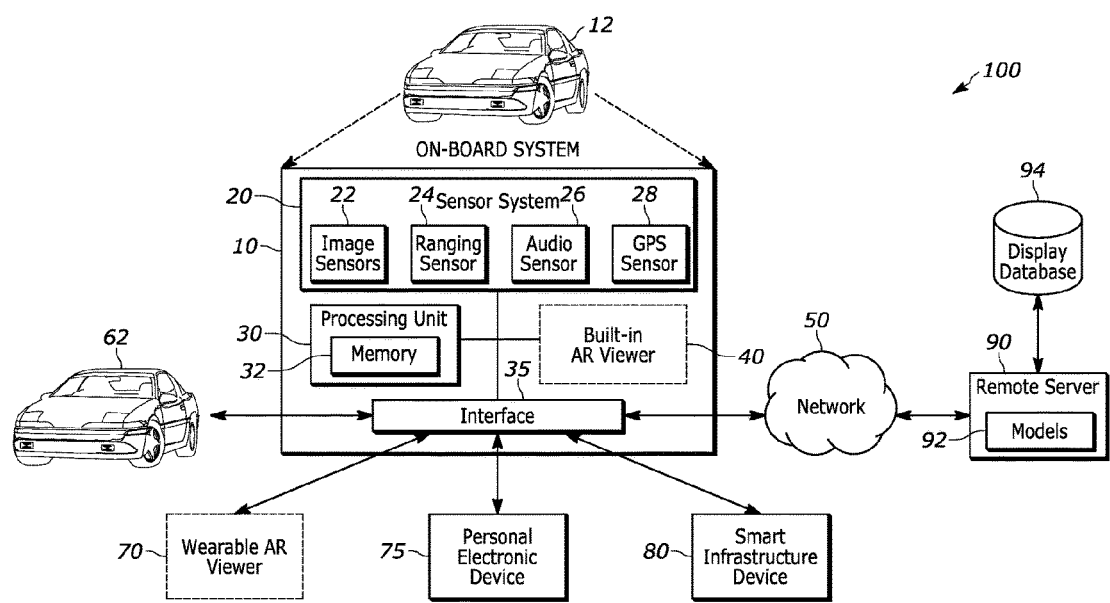 12
100
ON-BOARD SYSTEM
20
Sensor System
22
24
26
28
Image
Sensors
Ranging
Sensor
Audio
Sensor
GPS
Sensor
10
94
Display
Database
Processing Unit
30
32
Memory
Built-in
AR Viewer
40
50
Network
90
Remote Server
92
Models
62
35
Interface
70
Wearable AR
Viewer
75
Personal
Electronic
Device
80
Smart
Infrastructure
Device